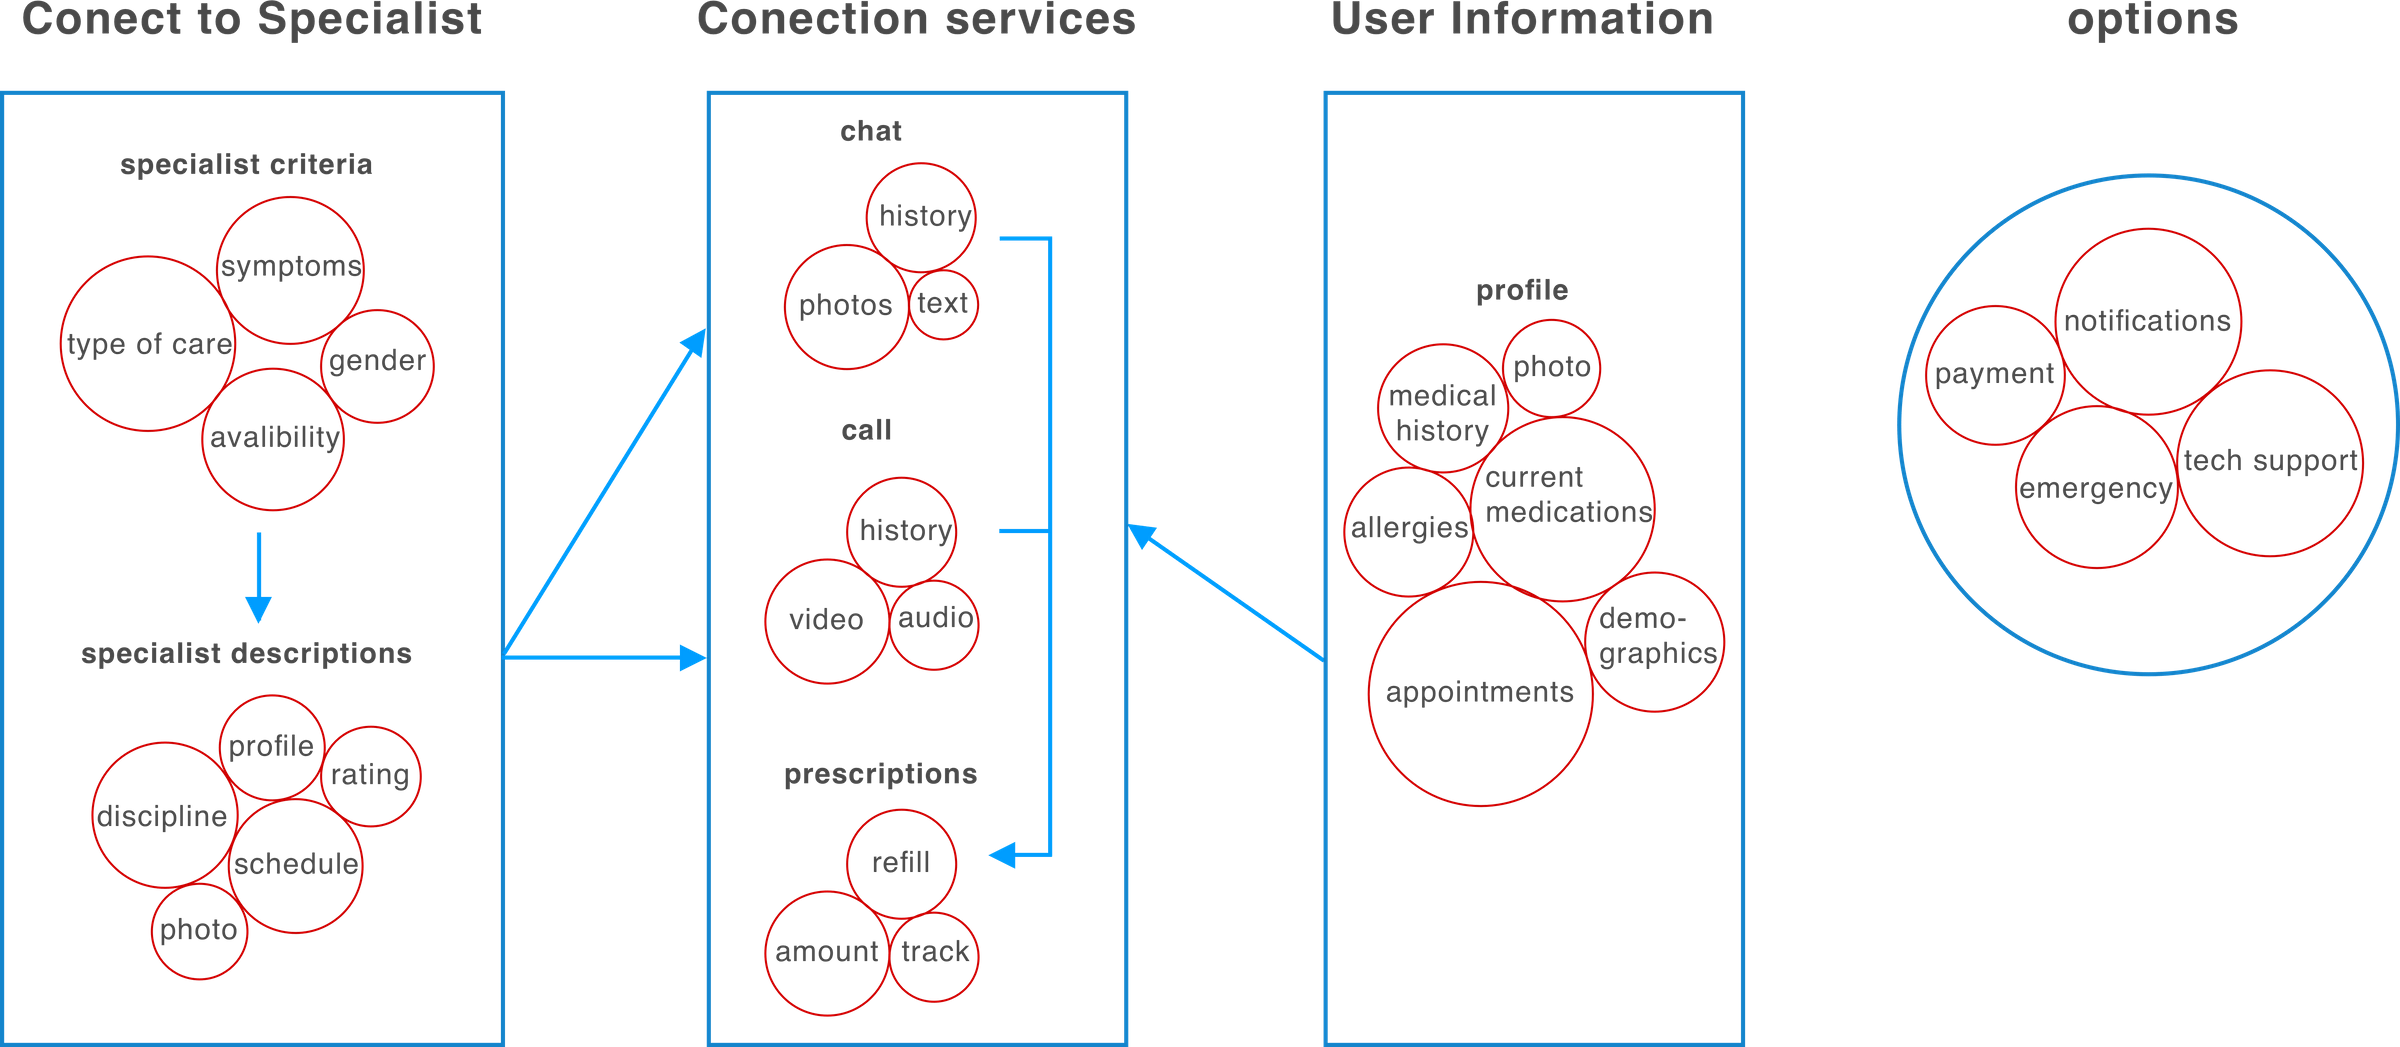 Conect to Specialist
specialist criteria
symptoms
type of care
gender
avalibility
specialist descriptions
profile
rating
discipline
schedule
photo
Conection services
chat
history
photos
text
call
history
video
audio
prescriptions
refill
amount
track
User Information
profile
photo
medical
history
current
medications
allergies
demo-
graphics
appointments
options
notifications
payment
tech support
emergency